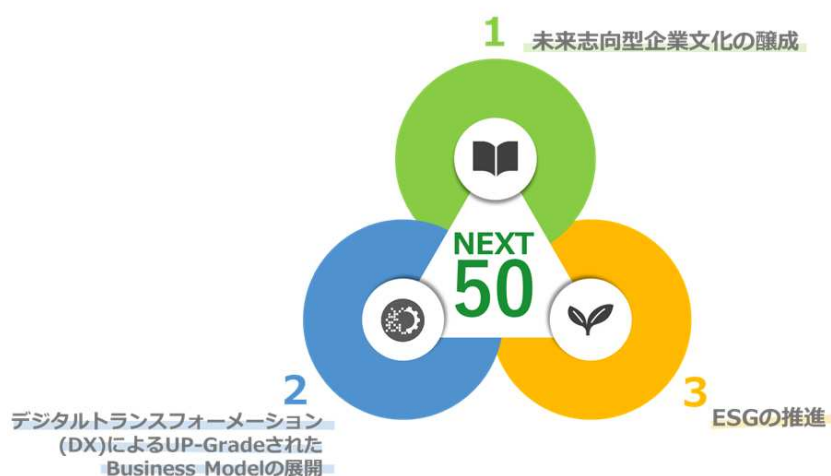 1
未来志向型企業文化の醸成
NEXT
50
2
デジタルトランスフォーメーション
(DX)によるUP-Gradeされた
Business Modelの展開
3
ESGの推進